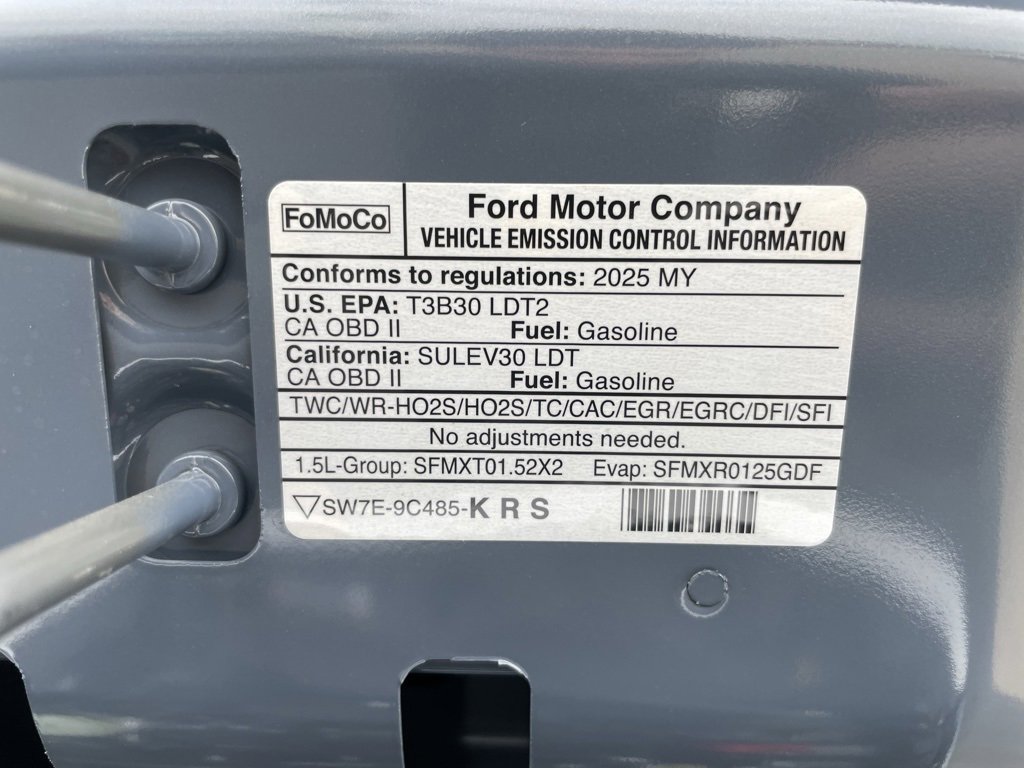 FoMoCo
Ford Motor Company
VEHICLE EMISSION CONTROL INFORMATION
Conforms to regulations: 2025 MY
U.S. EPA: T3B30 LDT2
CA OBD II Fuel: Gasoline
California: SULEV30 LDT
CA OBD II Fuel: Gasoline
TWC/WR-HO2S/HO2S/TC/CAC/EGR/EGRC/DFI/SFI
No adjustments needed.
1.5L-Group: SFMXT01.52X2 Evap: SFMXR0125GDF
SW7E-9C485-K R S